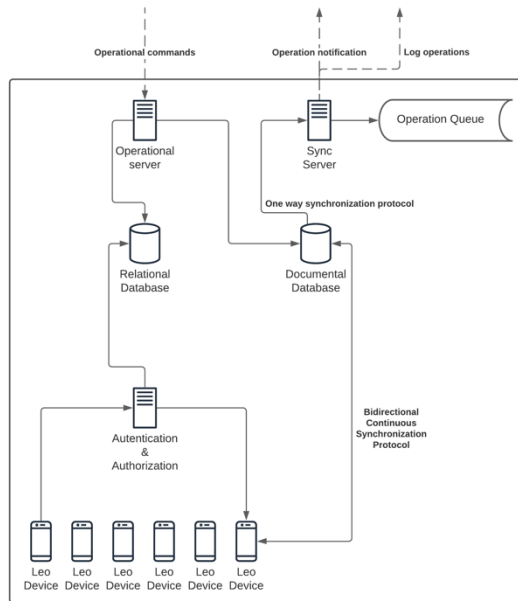 Operational commands
Operation notification
Log operations
Operational
server
Sync
Server
Operation Queue
One way synchronization protocol
Relational
Database
Documental
Database
Autentication
&
Authorization
Bidirectional
Continuous
Synchronization
Protocol
Leo
Device
Leo
Device
Leo
Device
Leo
Device
Leo
Device
Leo
Device